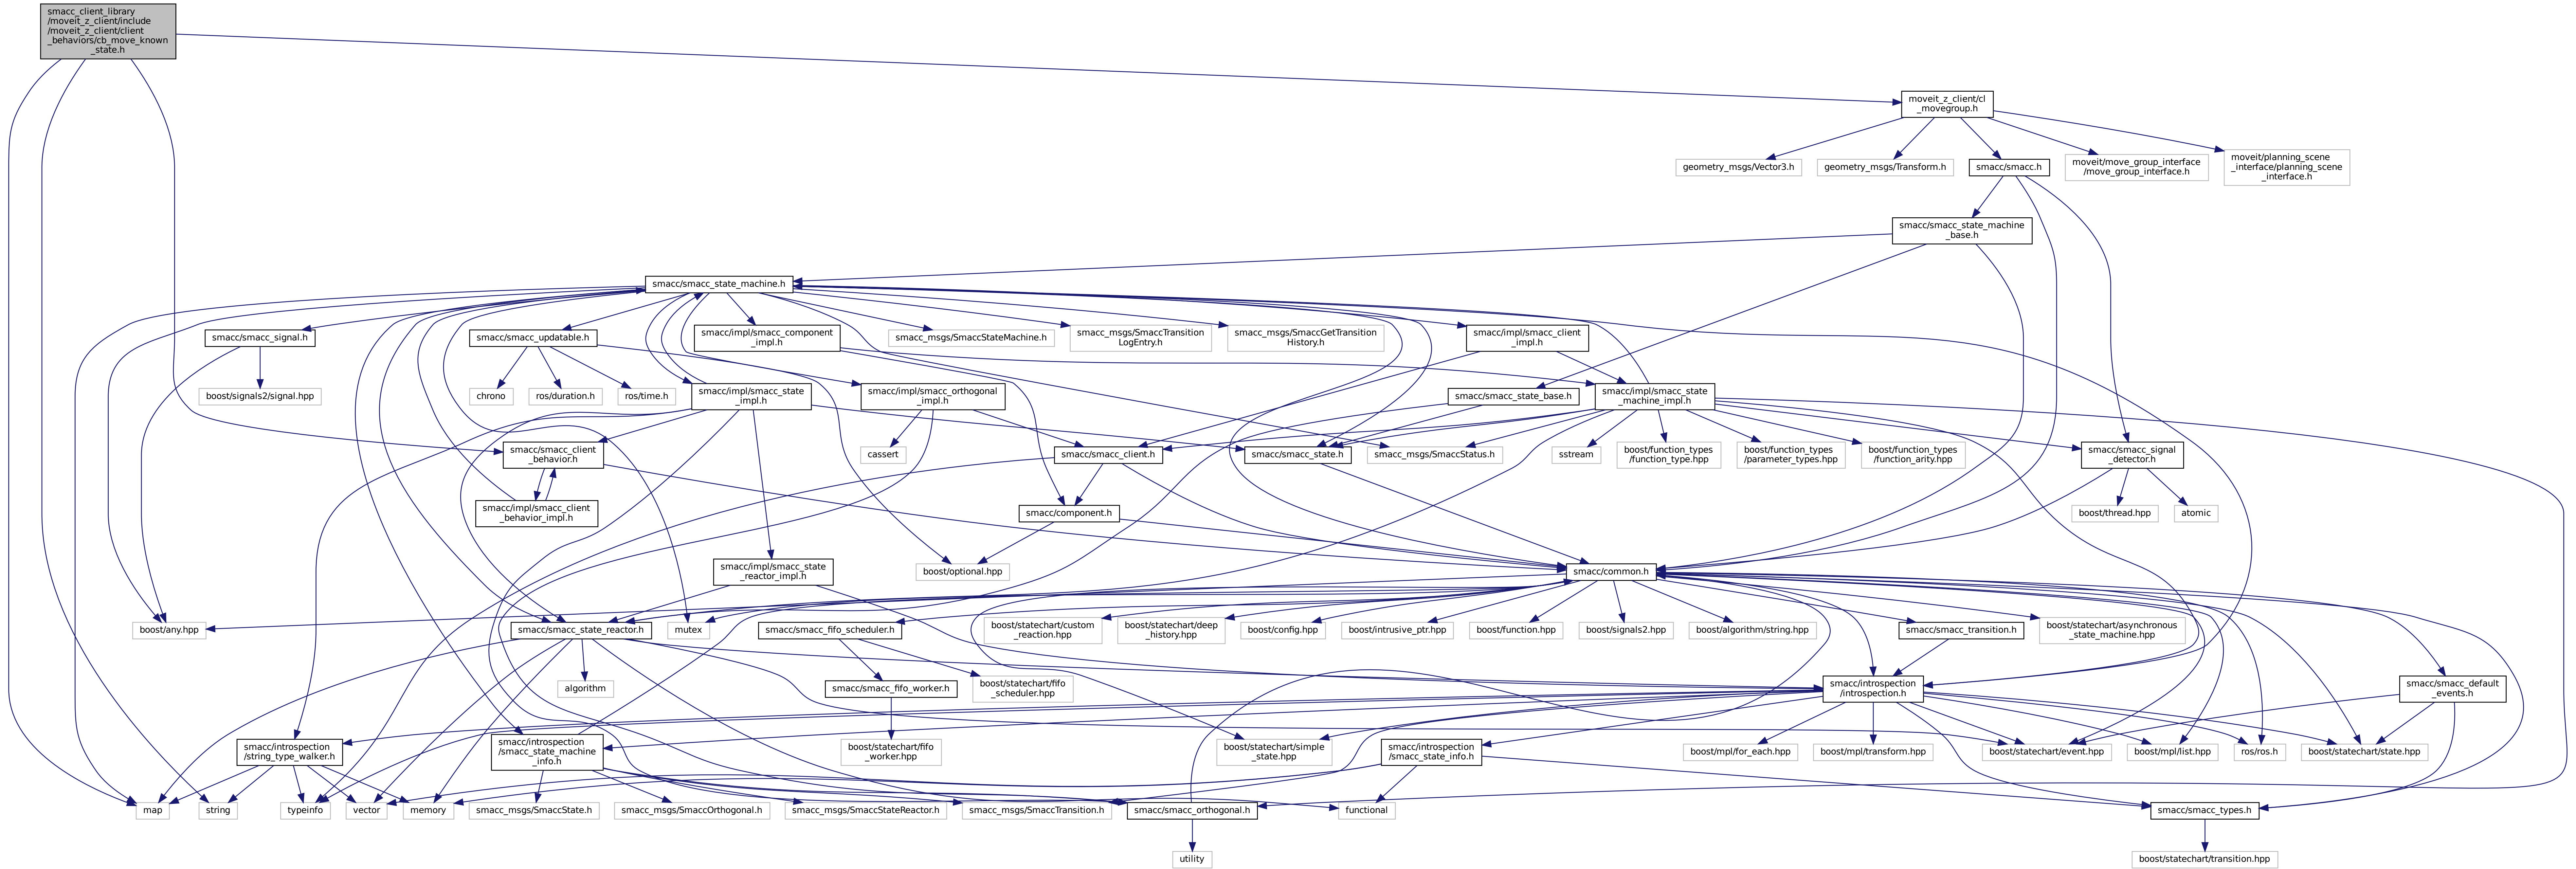 smacc_client_library
/moveit_z_client/include
/moveit_z_client/client
_behaviors/cb_move_known
_state.h
moveit_z_client/cl
_movegroup.h
geometry_msgs/Vector3.h
geometry_msgs/Transform.h
smacc/smacc.h
moveit/move_group_interface
/move_group_interface.h
moveit/planning_scene
_interface/planning_scene
_interface.h
smacc/smacc_state_machine
_base.h
smacc/smacc_state_machine.h
smacc/smacc_signal.h
smacc/smacc_updatable.h
smacc/impl/smacc_component
_impl.h
smacc_msgs/SmaccStateMachine.h
smacc_msgs/SmaccTransition
LogEntry.h
smacc_msgs/SmaccGetTransition
History.h
smacc/impl/smacc_client
_impl.h
boost/signals2/signal.hpp
chrono
ros/duration.h
ros/time.h
smacc/impl/smacc_state
_impl.h
smacc/impl/smacc_orthogonal
_impl.h
smacc/smacc_state_base.h
smacc/impl/smacc_state
_machine_impl.h
smacc/smacc_client
_behavior.h
cassert
smacc/smacc_client.h
smacc/smacc_state.h
smacc_msgs/SmaccStatus.h
sstream
boost/function_types
/function_type.hpp
boost/function_types
/parameter_types.hpp
boost/function_types
/function_arity.hpp
smacc/smacc_signal
_detector.h
smacc/impl/smacc_client
_behavior_impl.h
smacc/component.h
boost/thread.hpp
atomic
smacc/impl/smacc_state
_reactor_impl.h
boost/optional.hpp
smacc/common.h
boost/any.hpp
smacc/smacc_state_reactor.h
mutex
smacc/smacc_fifo_scheduler.h
boost/statechart/custom
_reaction.hpp
boost/statechart/deep
_history.hpp
boost/config.hpp
boost/intrusive_ptr.hpp
boost/function.hpp
boost/signals2.hpp
boost/algorithm/string.hpp
smacc/smacc_transition.h
boost/statechart/asynchronous
_state_machine.hpp
algorithm
smacc/smacc_fifo_worker.h
boost/statechart/fifo
_scheduler.hpp
smacc/introspection
/introspection.h
smacc/smacc_default
_events.h
smacc/introspection
/string_type_walker.h
smacc/introspection
/smacc_state_machine
_info.h
boost/statechart/fifo
_worker.hpp
boost/statechart/simple
_state.hpp
smacc/introspection
/smacc_state_info.h
boost/mpl/for_each.hpp
boost/mpl/transform.hpp
boost/statechart/event.hpp
boost/mpl/list.hpp
ros/ros.h
boost/statechart/state.hpp
map
string
typeinfo
vector
memory
smacc_msgs/SmaccState.h
smacc_msgs/SmaccOrthogonal.h
smacc_msgs/SmaccStateReactor.h
smacc_msgs/SmaccTransition.h
smacc/smacc_orthogonal.h
functional
smacc/smacc_types.h
utility
boost/statechart/transition.hpp